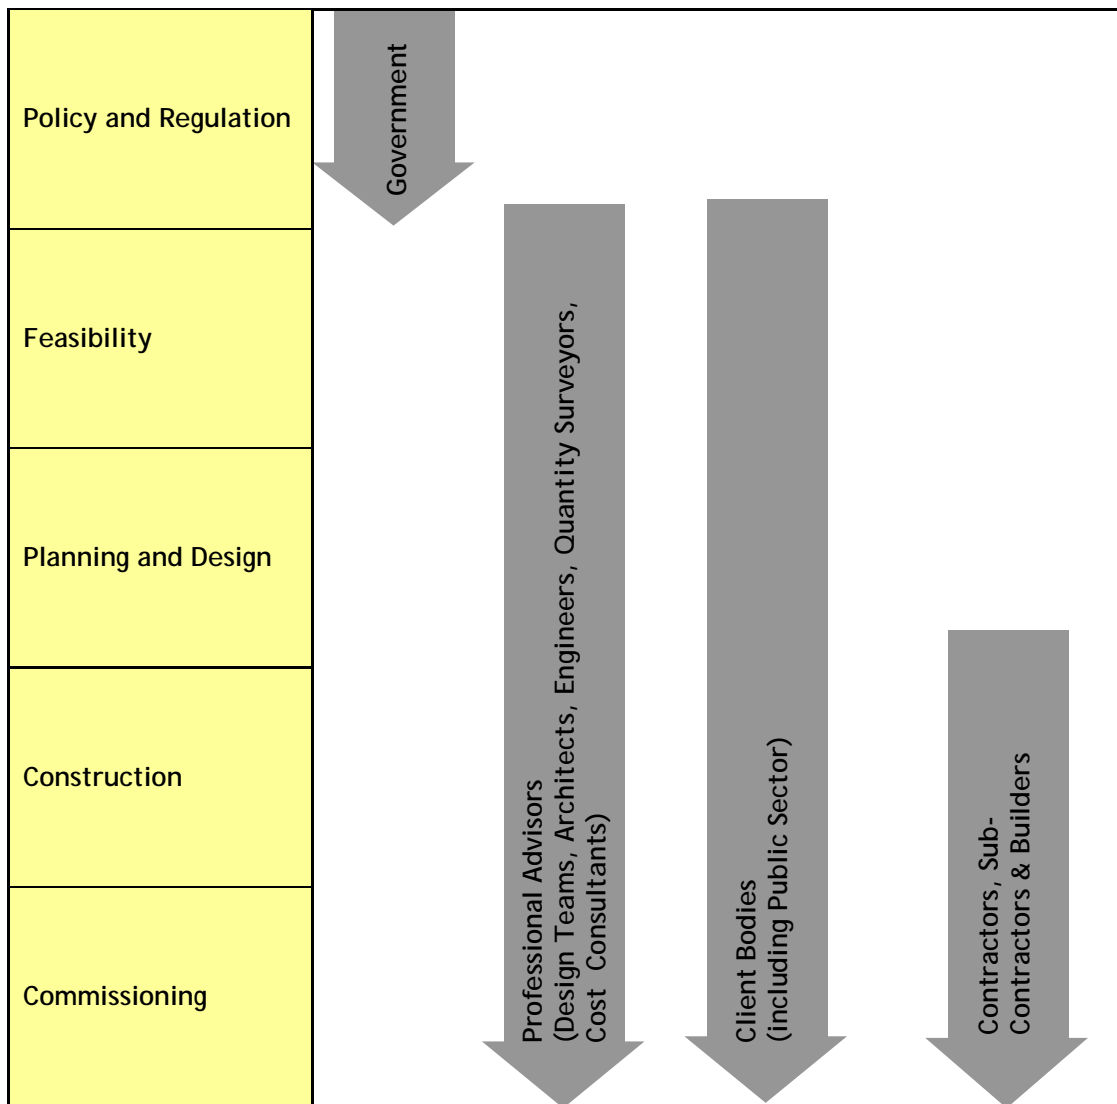 Policy and Regulation
Feasibility
Planning and Design
Construction
Commissioning
Government
Professional Advisors
(Design Teams, Architects, Engineers, Quantity Surveyors,
Cost Consultants)
Client Bodies
(including Public Sector)
Contractors, Sub-
Contractors & Builders